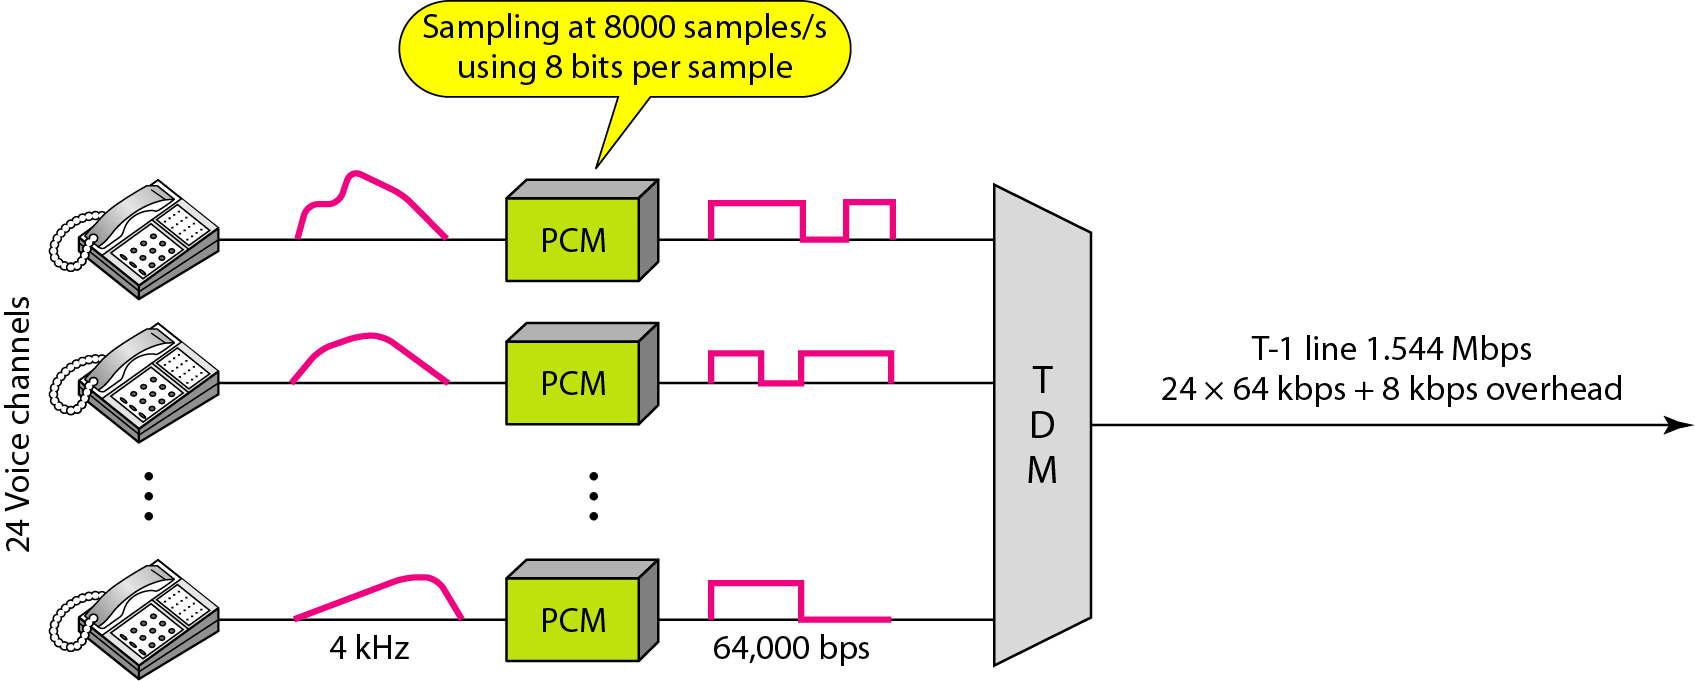 Sampling at 8000 samples/s
using 8 bits per sample
24 Voice channels
PCM
PCM
PCM
4 kHz
64,000 bps
T
D
M
T-1 line 1.544 Mbps
24 × 64 kbps + 8 kbps overhead